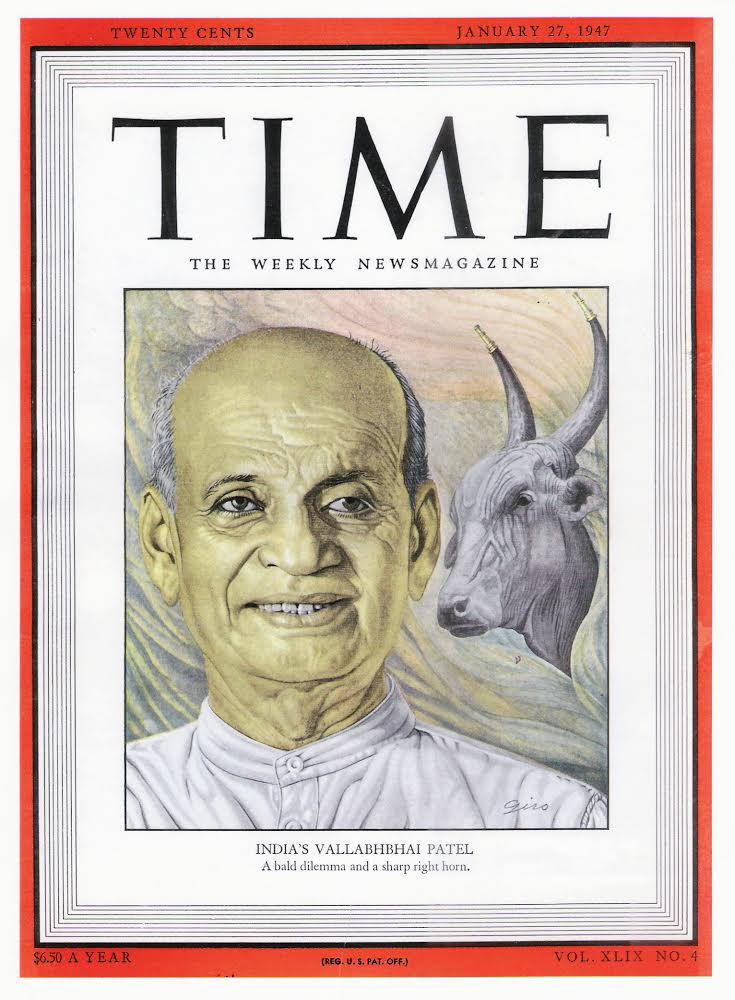 TWENTY CENTS JANUARY 27, 1947
TIME
THE WEEKLY NEWSMAGAZINE
Giro
INDIA'S VALLABHBHAI PATEL
A bald dilemma and a sharp right horn.
$6.50 A YEAR (REG. U. S. PAT. OFF.) VOL. XLIX NO. 4